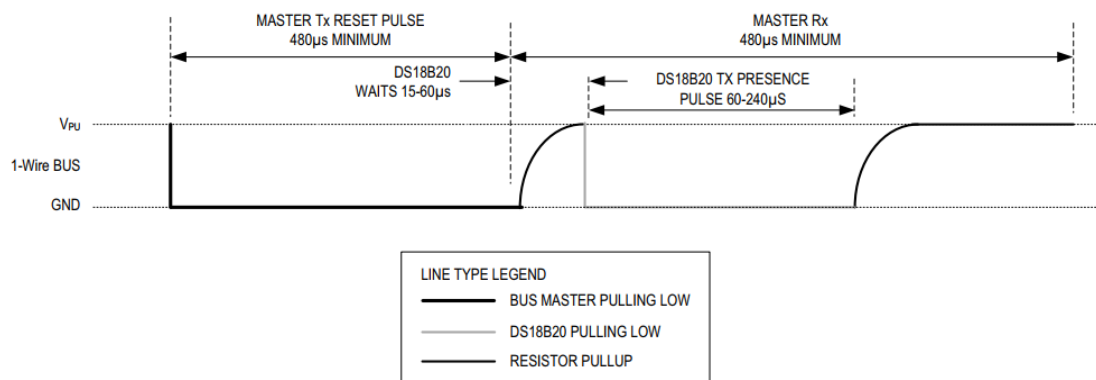 MASTER Tx RESET PULSE
480µs MINIMUM
MASTER Rx
480µs MINIMUM
DS18B20
WAITS 15-60µs
DS18B20 TX PRESENCE
PULSE 60-240µS
VPU
1-Wire BUS
GND
LINE TYPE LEGEND
BUS MASTER PULLING LOW
DS18B20 PULLING LOW
RESISTOR PULLUP